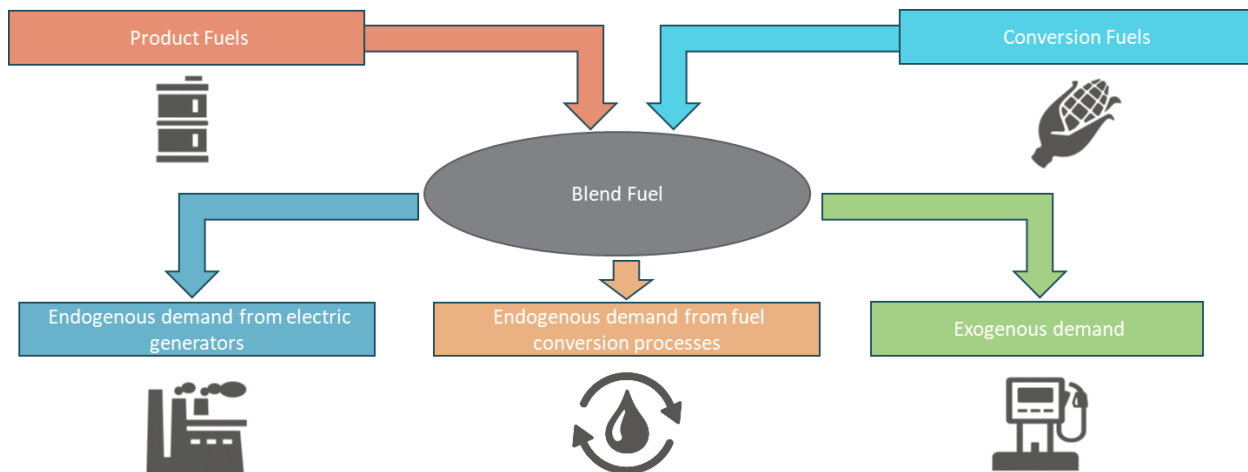 Product Fuels
Conversion Fuels
Blend Fuel
Endogenous demand from electric
generators
Endogenous demand from fuel
conversion processes
Exogenous demand